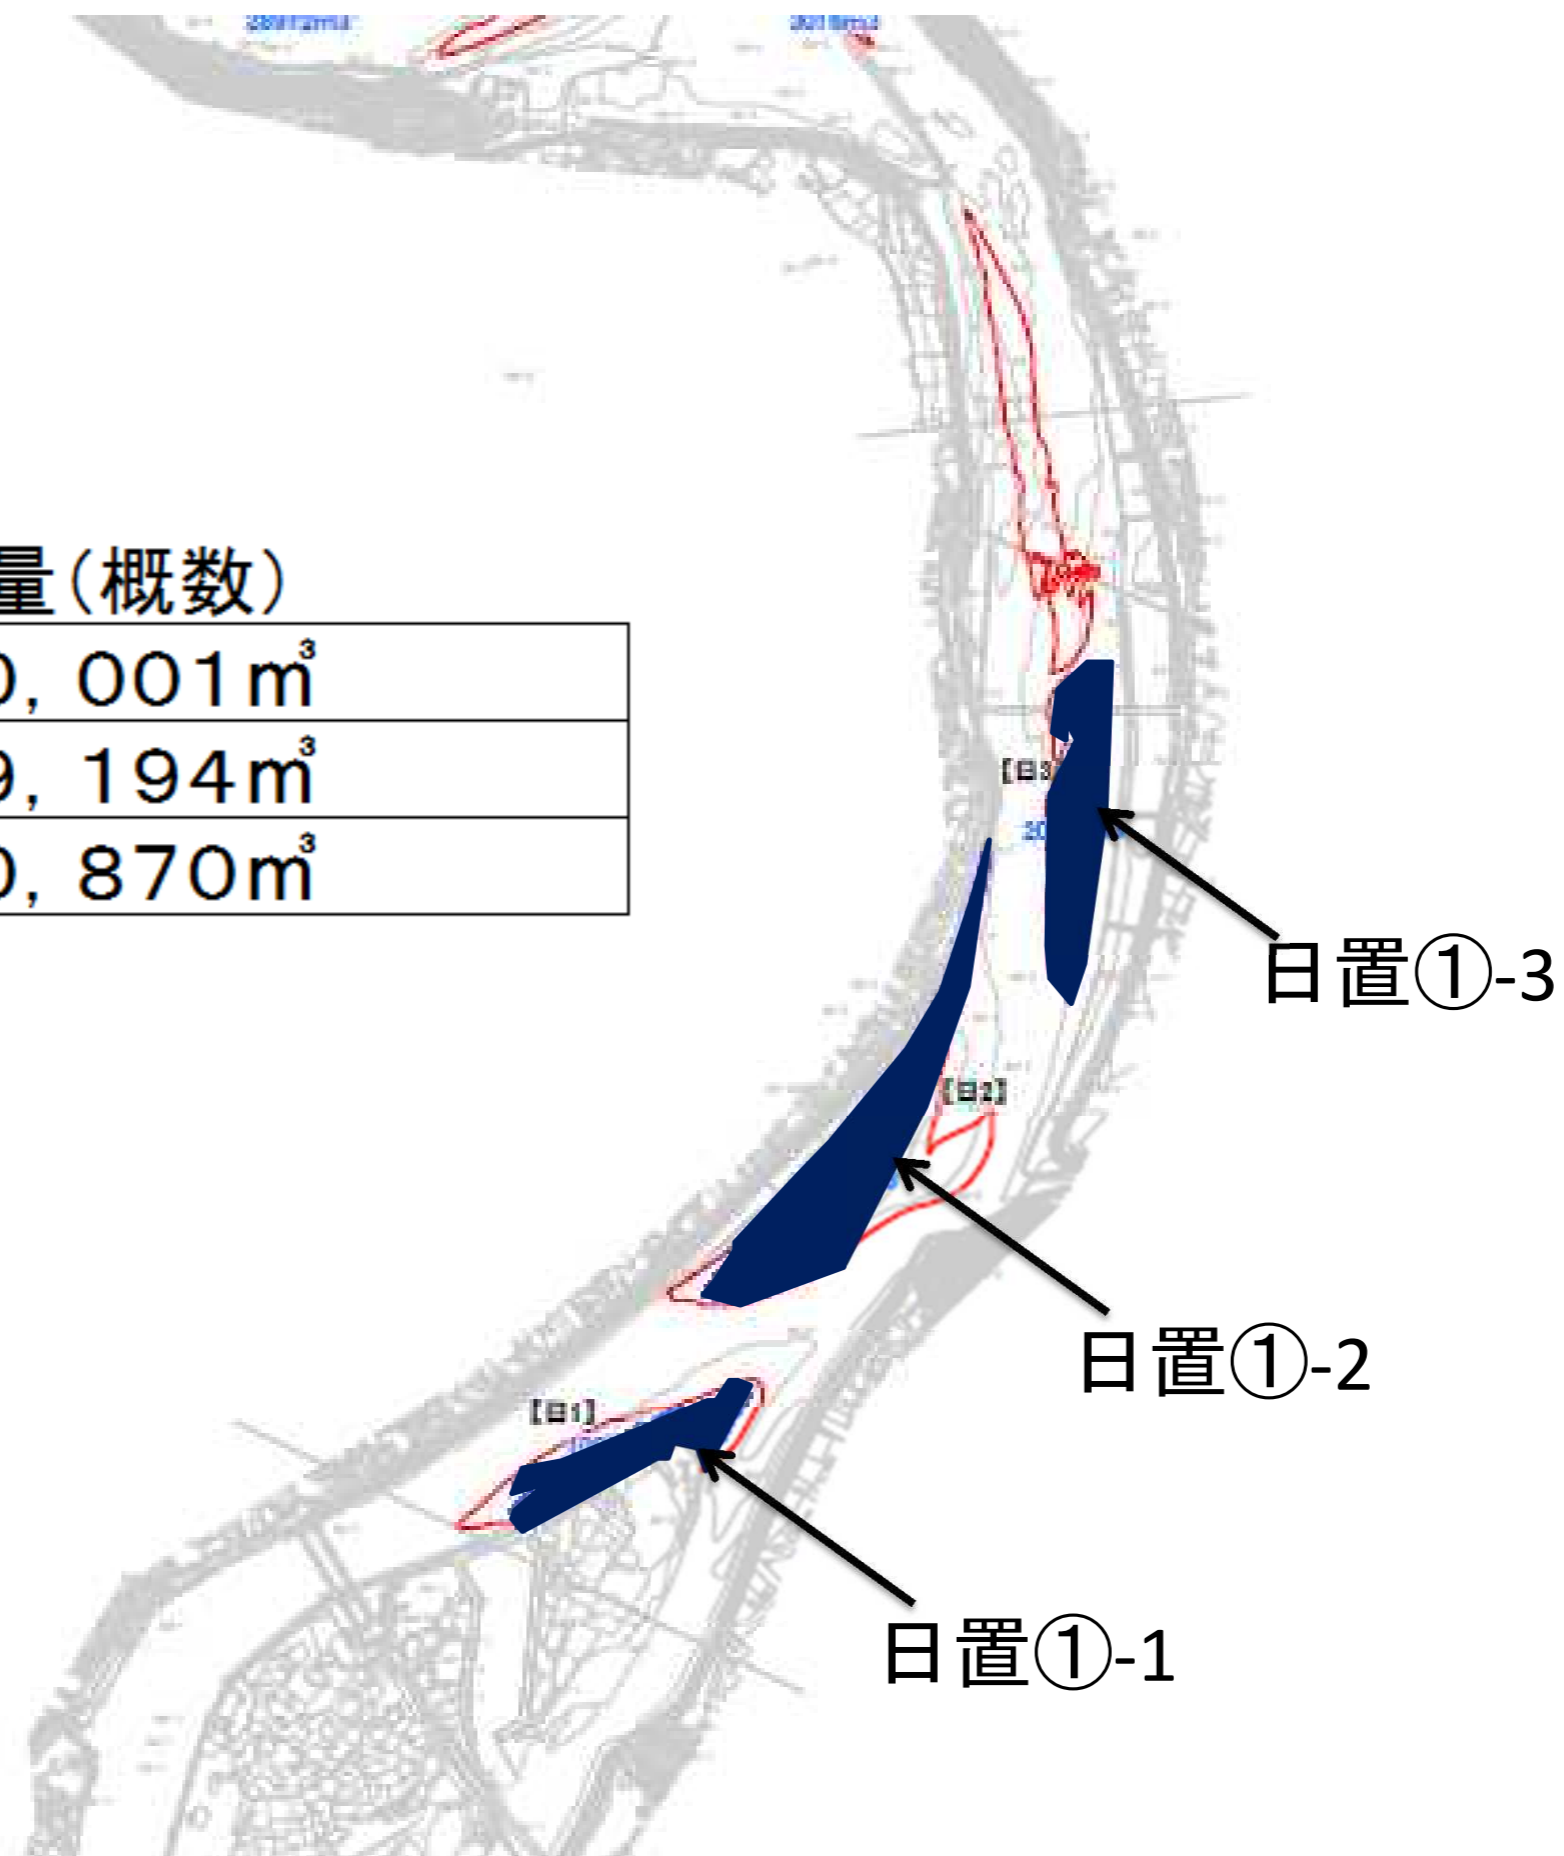 量(概数)
0, 001㎥
9, 194㎥
0, 870㎥
【日3
20
日置①-3
【日2】
日置①-2
【日1】
日置①-1